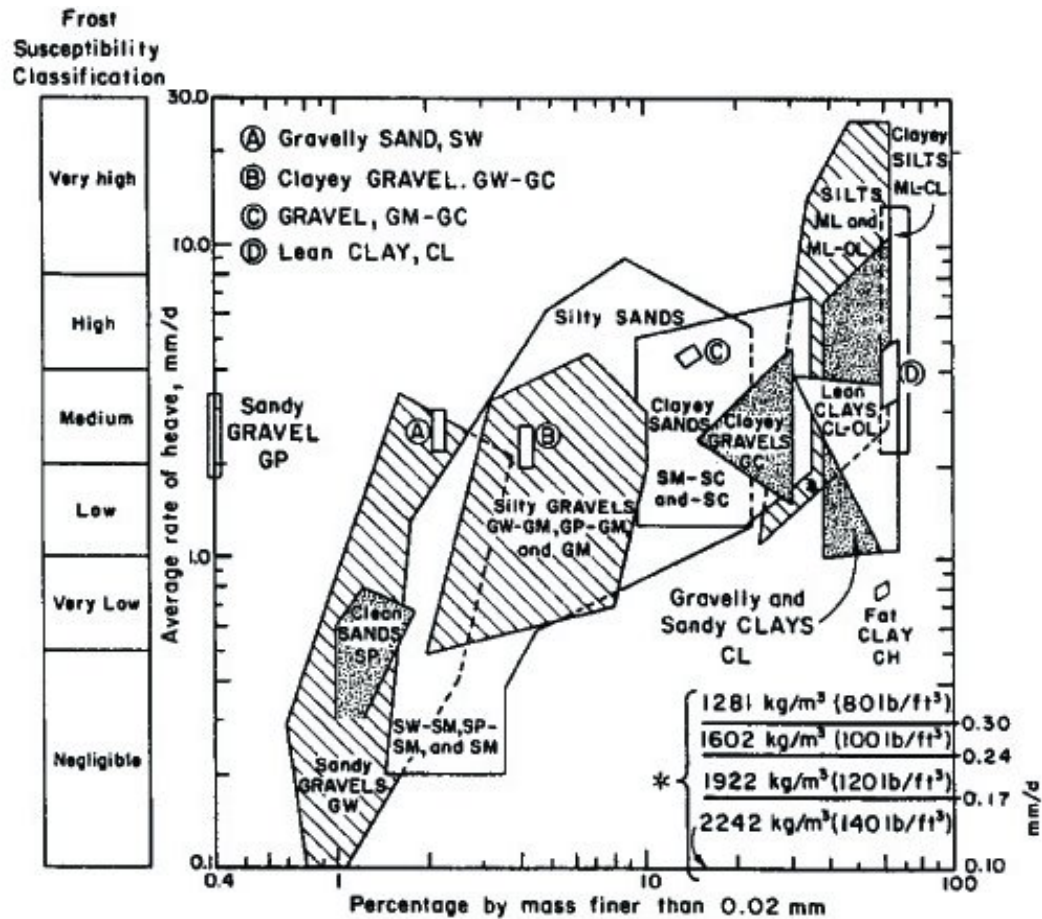 Frost
Susceptibility
Classification
Very high
High
Medium
Low
Very Low
Negligible
Average rate of heave, mm/d
30.0
10.0
1.0
0.1
Ⓐ Gravelly SAND, SW
Ⓑ Clayey GRAVEL. GW-GC
Ⓒ GRAVEL, GM-GC
Ⓓ Lean CLAY, CL
Clayey
SILTS
ML-CL
SILTS
ML and
ML-OL
Silty SANDS
Ⓒ
Sandy
GRAVEL
GP
Ⓐ
Ⓑ
Clayey
SANDS
SM-SC
and-SC
Clayey
GRAVELS
GC
Lean
CLAYS
CL-OL
Ⓓ
Silty GRAVELS
GW-GM, GP-GM,
and GM
Clean
SANDS
SP
Gravelly and
Sandy CLAYS
CL
Fat
CLAY
CH
SW-SM, SP-
SM, and SM
Sandy
GRAVELS
GW
*
1281 kg/m³ (80 lb/ft³)
0.30
1602 kg/m³ (100 lb/ft³)
0.24
1922 kg/m³ (120 lb/ft³)
0.17
2242 kg/m³ (140 lb/ft³)
0.10
mm/d
0.4
1
10
100
Percentage by mass finer than 0.02 mm